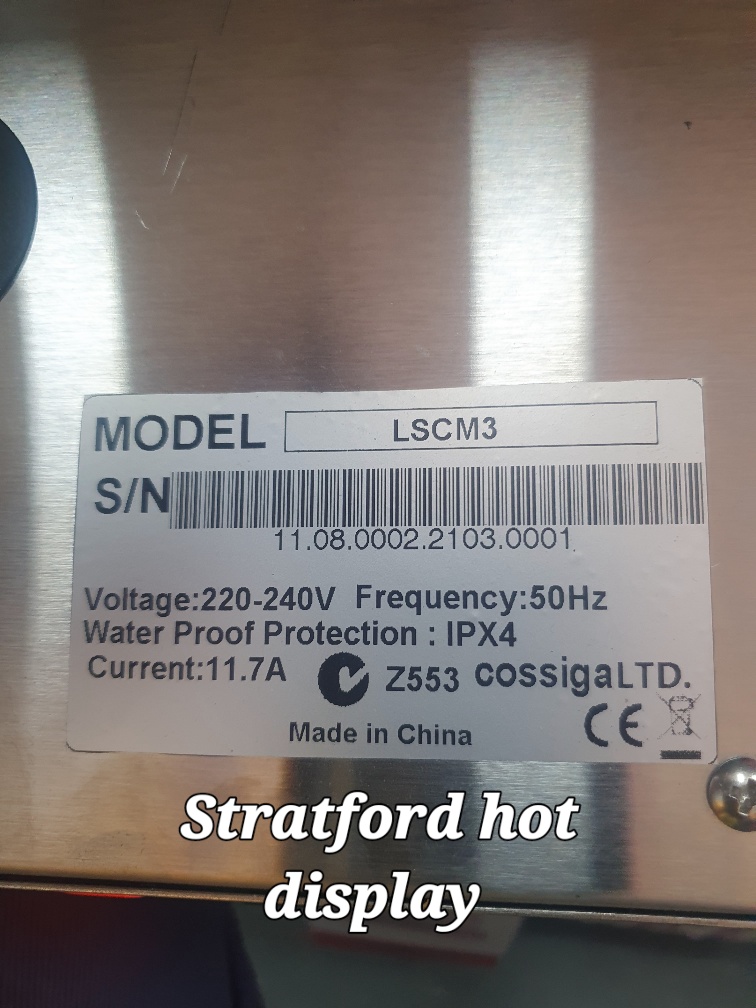 MODEL LSCM3
S/N
11.08.0002.2103.0001
Voltage:220-240V Frequency:50Hz
Water Proof Protection : IPX4
Current:11.7A Z553 cossigaLTD.
Made in China CE
Stratford hot
display